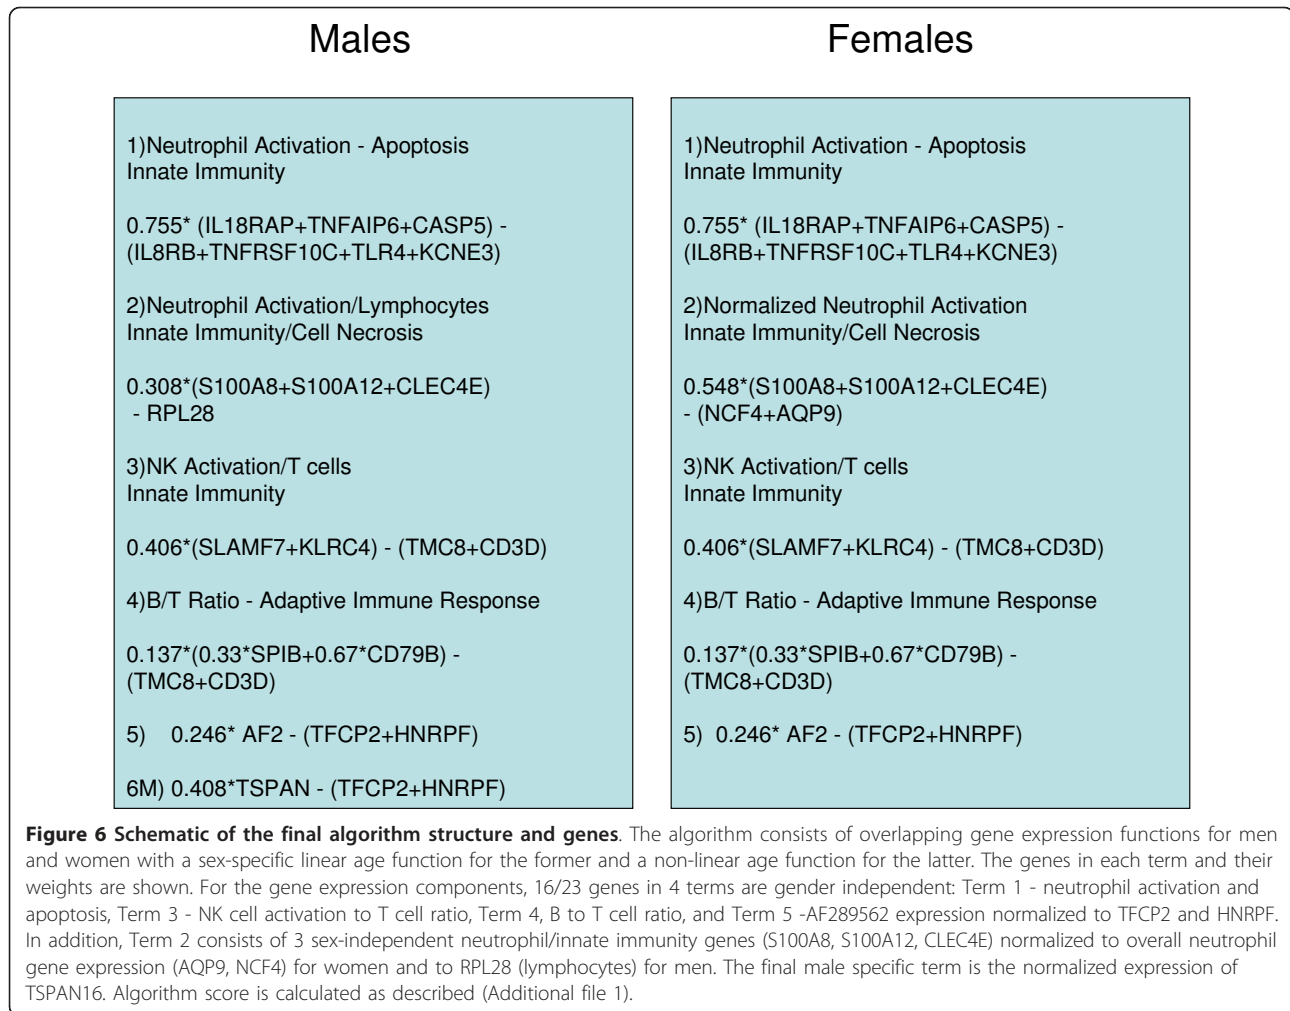 Males
Females
1)Neutrophil Activation - Apoptosis
Innate Immunity
0.755* (IL18RAP+TNFAIP6+CASP5) -
(IL8RB+TNFRSF10C+TLR4+KCNE3)
2)Neutrophil Activation/Lymphocytes
Innate Immunity/Cell Necrosis
0.308*(S100A8+S100A12+CLEC4E)
- RPL28
3)NK Activation/T cells
Innate Immunity
0.406*(SLAMF7+KLRC4) - (TMC8+CD3D)
4)B/T Ratio - Adaptive Immune Response
0.137*(0.33*SPIB+0.67*CD79B) -
(TMC8+CD3D)
5) 0.246* AF2 - (TFCP2+HNRPF)
6M) 0.408*TSPAN - (TFCP2+HNRPF)
1)Neutrophil Activation - Apoptosis
Innate Immunity
0.755* (IL18RAP+TNFAIP6+CASP5) -
(IL8RB+TNFRSF10C+TLR4+KCNE3)
2)Normalized Neutrophil Activation
Innate Immunity/Cell Necrosis
0.548*(S100A8+S100A12+CLEC4E)
- (NCF4+AQP9)
3)NK Activation/T cells
Innate Immunity
0.406*(SLAMF7+KLRC4) - (TMC8+CD3D)
4)B/T Ratio - Adaptive Immune Response
0.137*(0.33*SPIB+0.67*CD79B) -
(TMC8+CD3D)
5) 0.246* AF2 - (TFCP2+HNRPF)
Figure 6 Schematic of the final algorithm structure and genes. The algorithm consists of overlapping gene expression functions for men
and women with a sex-specific linear age function for the former and a non-linear age function for the latter. The genes in each term and their
weights are shown. For the gene expression components, 16/23 genes in 4 terms are gender independent: Term 1 - neutrophil activation and
apoptosis, Term 3 - NK cell activation to T cell ratio, Term 4, B to T cell ratio, and Term 5 -AF289562 expression normalized to TFCP2 and HNRPF.
In addition, Term 2 consists of 3 sex-independent neutrophil/innate immunity genes (S100A8, S100A12, CLEC4E) normalized to overall neutrophil
gene expression (AQP9, NCF4) for women and to RPL28 (lymphocytes) for men. The final male specific term is the normalized expression of
TSPAN16. Algorithm score is calculated as described (Additional file 1).